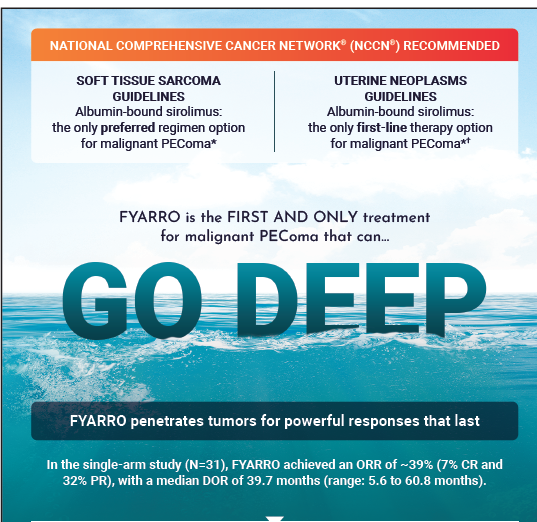 NATIONAL COMPREHENSIVE CANCER NETWORK® (NCCN®) RECOMMENDED
SOFT TISSUE SARCOMA
GUIDELINES
Albumin-bound sirolimus:
the only preferred regimen option
for malignant PEComa*
UTERINE NEOPLASMS
GUIDELINES
Albumin-bound sirolimus:
the only first-line therapy option
for malignant PEComa*†
FYARRO is the FIRST AND ONLY treatment
for malignant PEComa that can...
GO DEEP
FYARRO penetrates tumors for powerful responses that last
In the single-arm study (N=31), FYARRO achieved an ORR of ~39% (7% CR and
32% PR), with a median DOR of 39.7 months (range: 5.6 to 60.8 months).